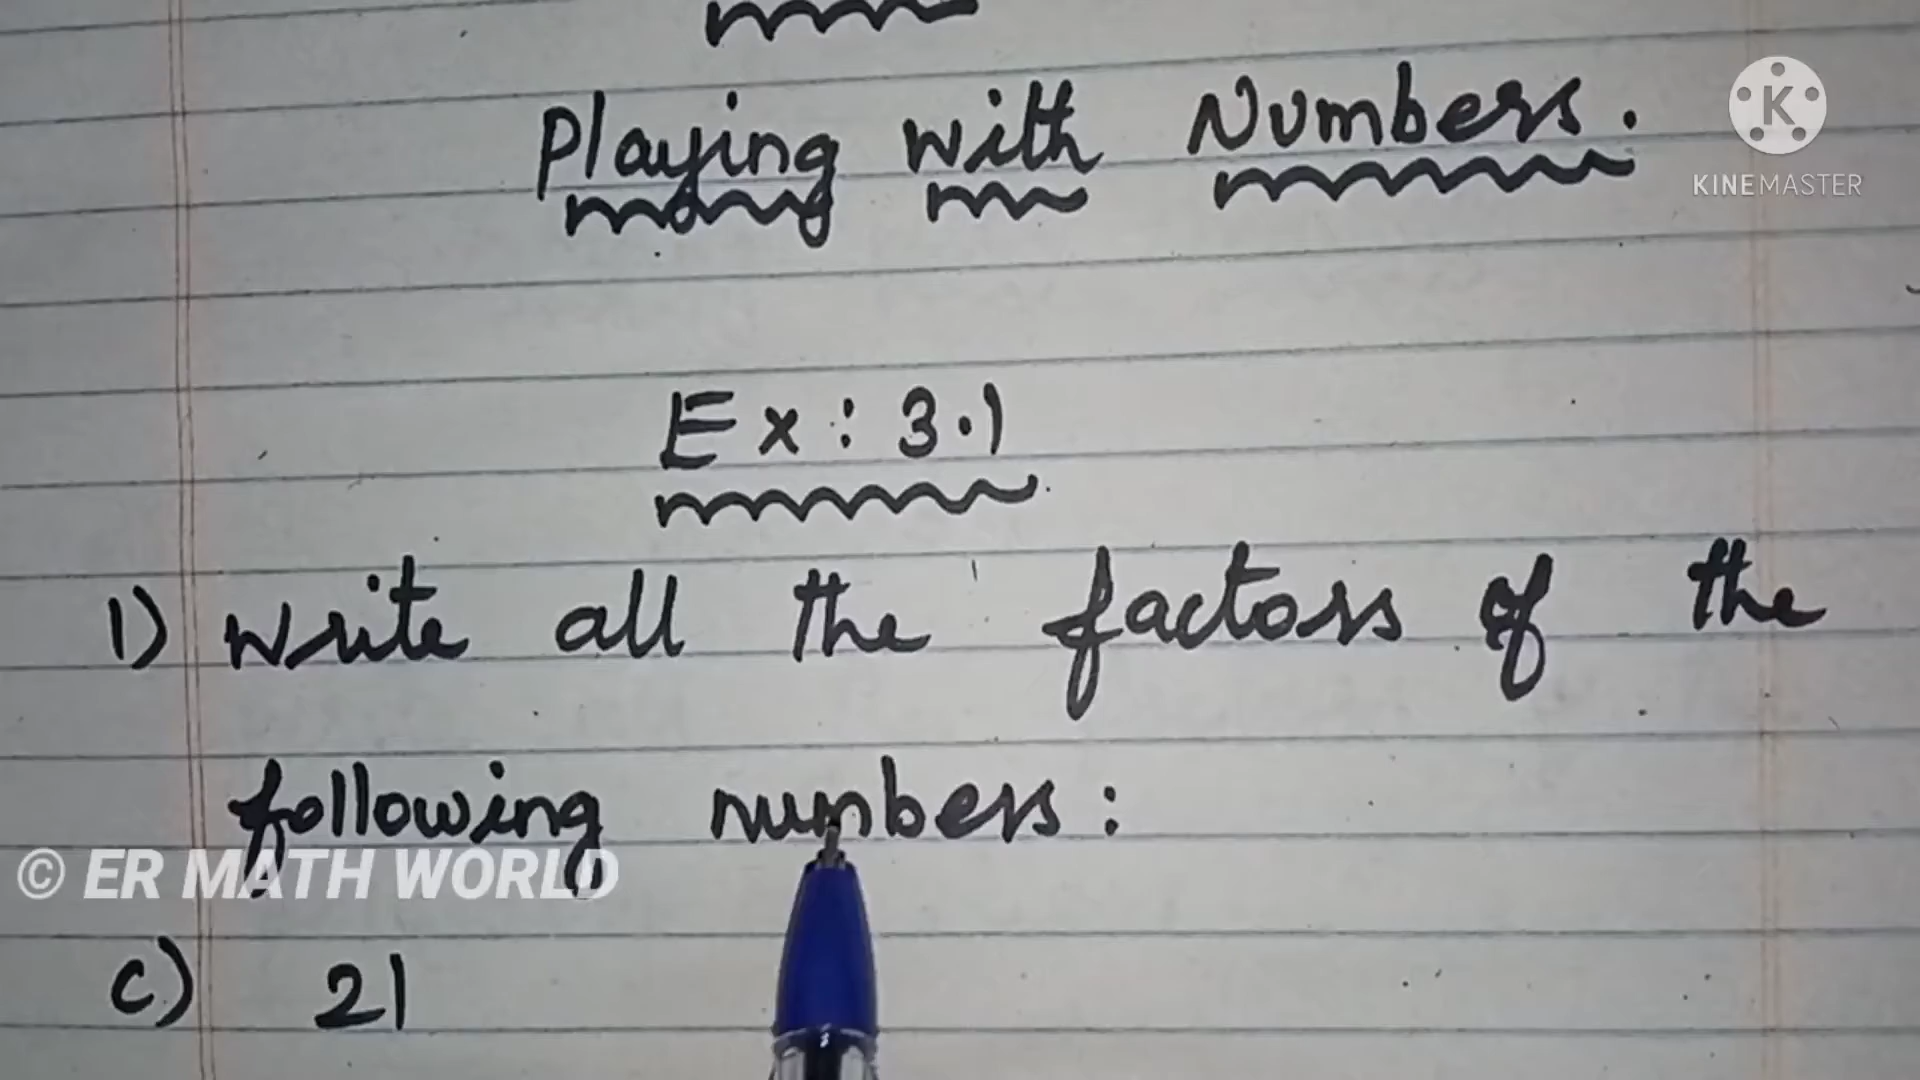 Playing with Numbers.
K
KINEMASTER
Ex: 3.1
1) Write all the factors of the
following numbers:
© ER MATH WORLD
c) 21